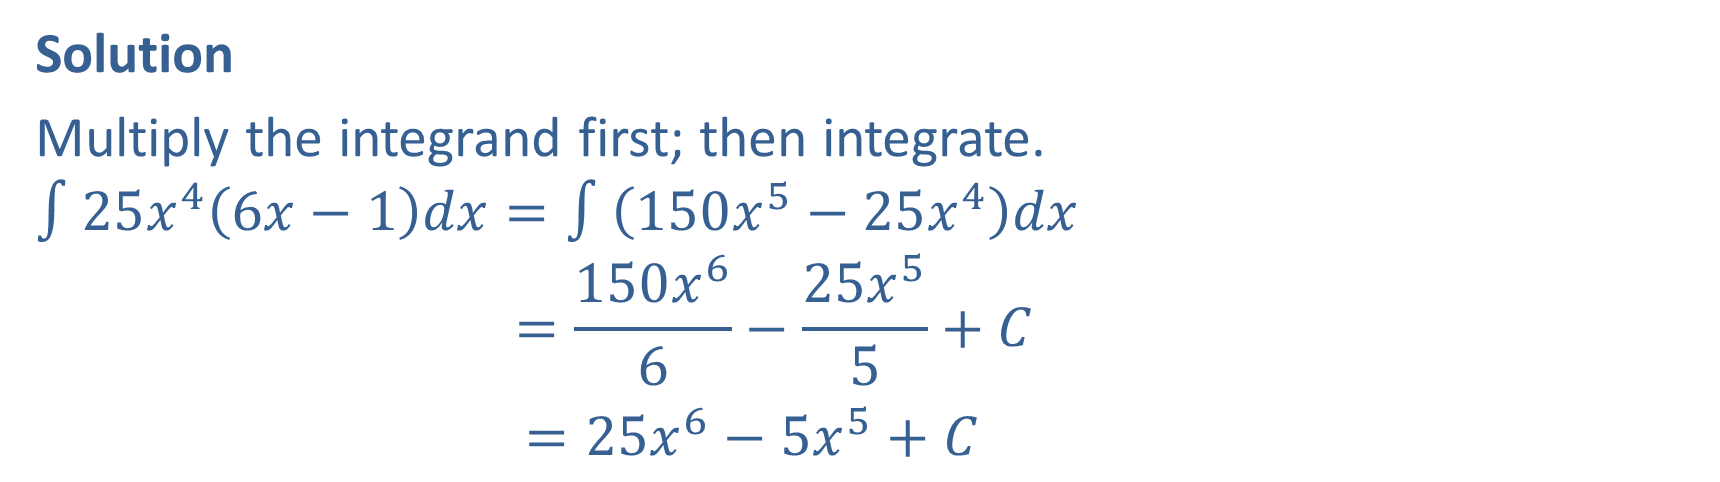 Solution
Multiply the integrand first; then integrate.
∫ 25x⁴(6x − 1)dx = ∫ (150x⁵ − 25x⁴)dx
= 150x⁶/6 − 25x⁵/5 + C
= 25x⁶ − 5x⁵ + C